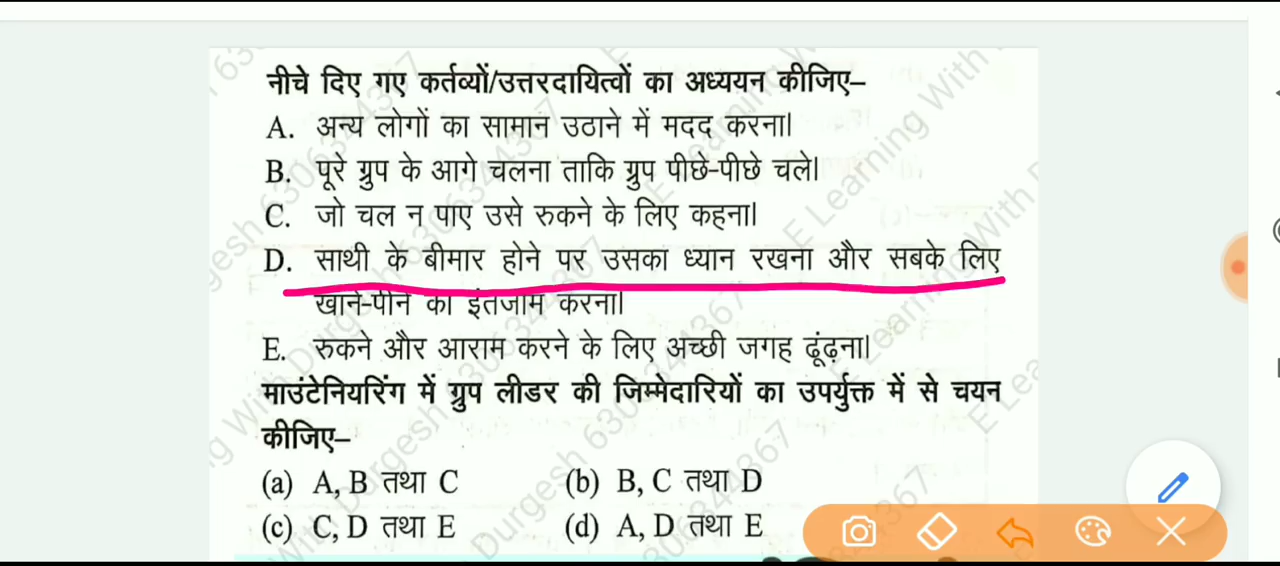 नीचे दिए गए कर्तव्यों/उत्तरदायित्वों का अध्ययन कीजिए–
A. अन्य लोगों का सामान उठाने में मदद करना।
B. पूरे ग्रुप के आगे चलना ताकि ग्रुप पीछे-पीछे चले।
C. जो चल न पाए उसे रुकने के लिए कहना।
D. साथी के बीमार होने पर उसका ध्यान रखना और सबके लिए
खाने-पीने का इंतजाम करना।
E. रुकने और आराम करने के लिए अच्छी जगह ढूंढ़ना।
माउंटेनियरिंग में ग्रुप लीडर की जिम्मेदारियों का उपर्युक्त में से चयन
कीजिए–
(a) A, B तथा C (b) B, C तथा D
(c) C, D तथा E (d) A, D तथा E